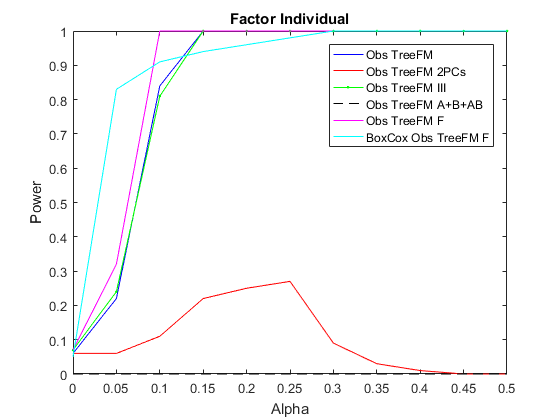 Factor Individual
1
0.9
0.8
0.7
0.6
0.5
0.4
0.3
0.2
0.1
0
Power
Obs TreeFM
Obs TreeFM 2PCs
Obs TreeFM III
Obs TreeFM A+B+AB
Obs TreeFM F
BoxCox Obs TreeFM F
0 0.05 0.1 0.15 0.2 0.25 0.3 0.35 0.4 0.45 0.5
Alpha